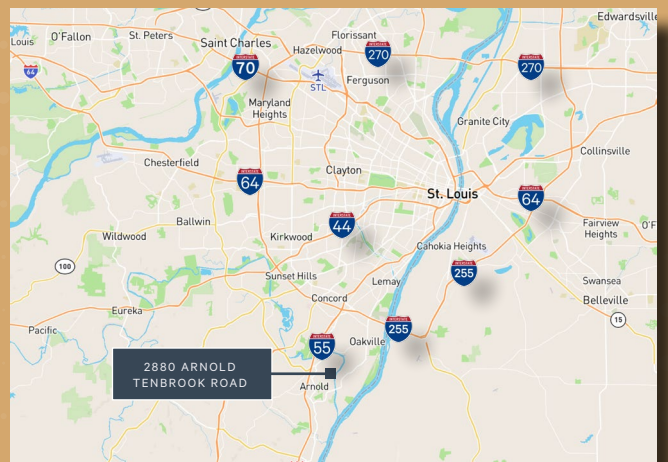 Edwardsville
Florissant
O'Fallon
St. Peters
Louis
Saint Charles
Hazelwood
270
70
270
64
STL
Ferguson
Maryland
Heights
Granite City
Collinsville
Chesterfield
Clayton
64
St. Louis
64
44
Ballwin
Fairview
Heights
O'F
Wildwood
Kirkwood
Cahokia Heights
100
255
Sunset Hills
Lemay
Swansea
Concord
Belleville
Eureka
15
255
Pacific
55
Oakville
2880 ARNOLD
TENBROOK ROAD
Arnold